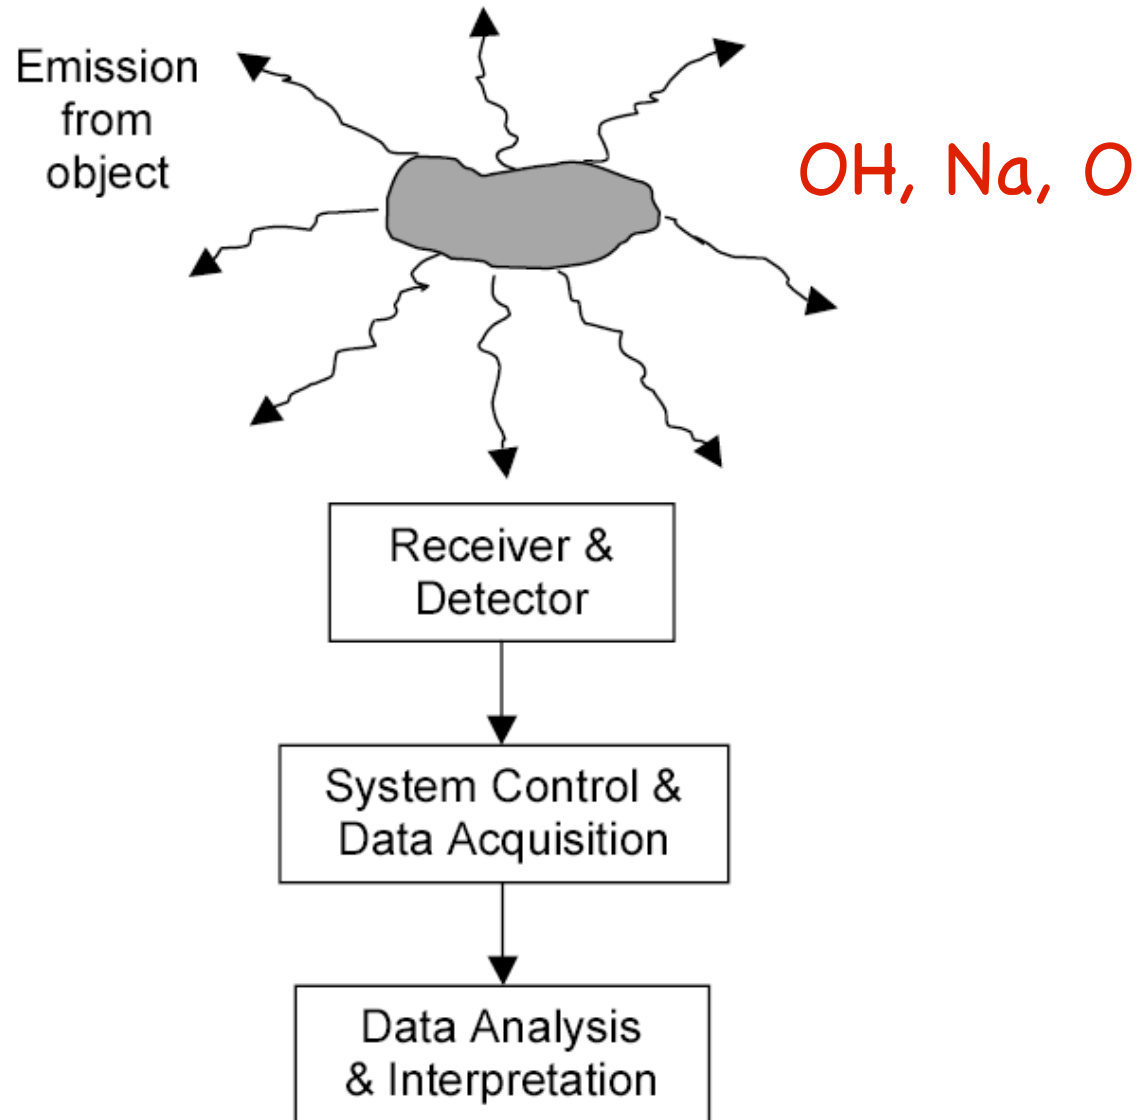 Emission
from
object
OH, Na, O
Receiver &
Detector
System Control &
Data Acquisition
Data Analysis
& Interpretation